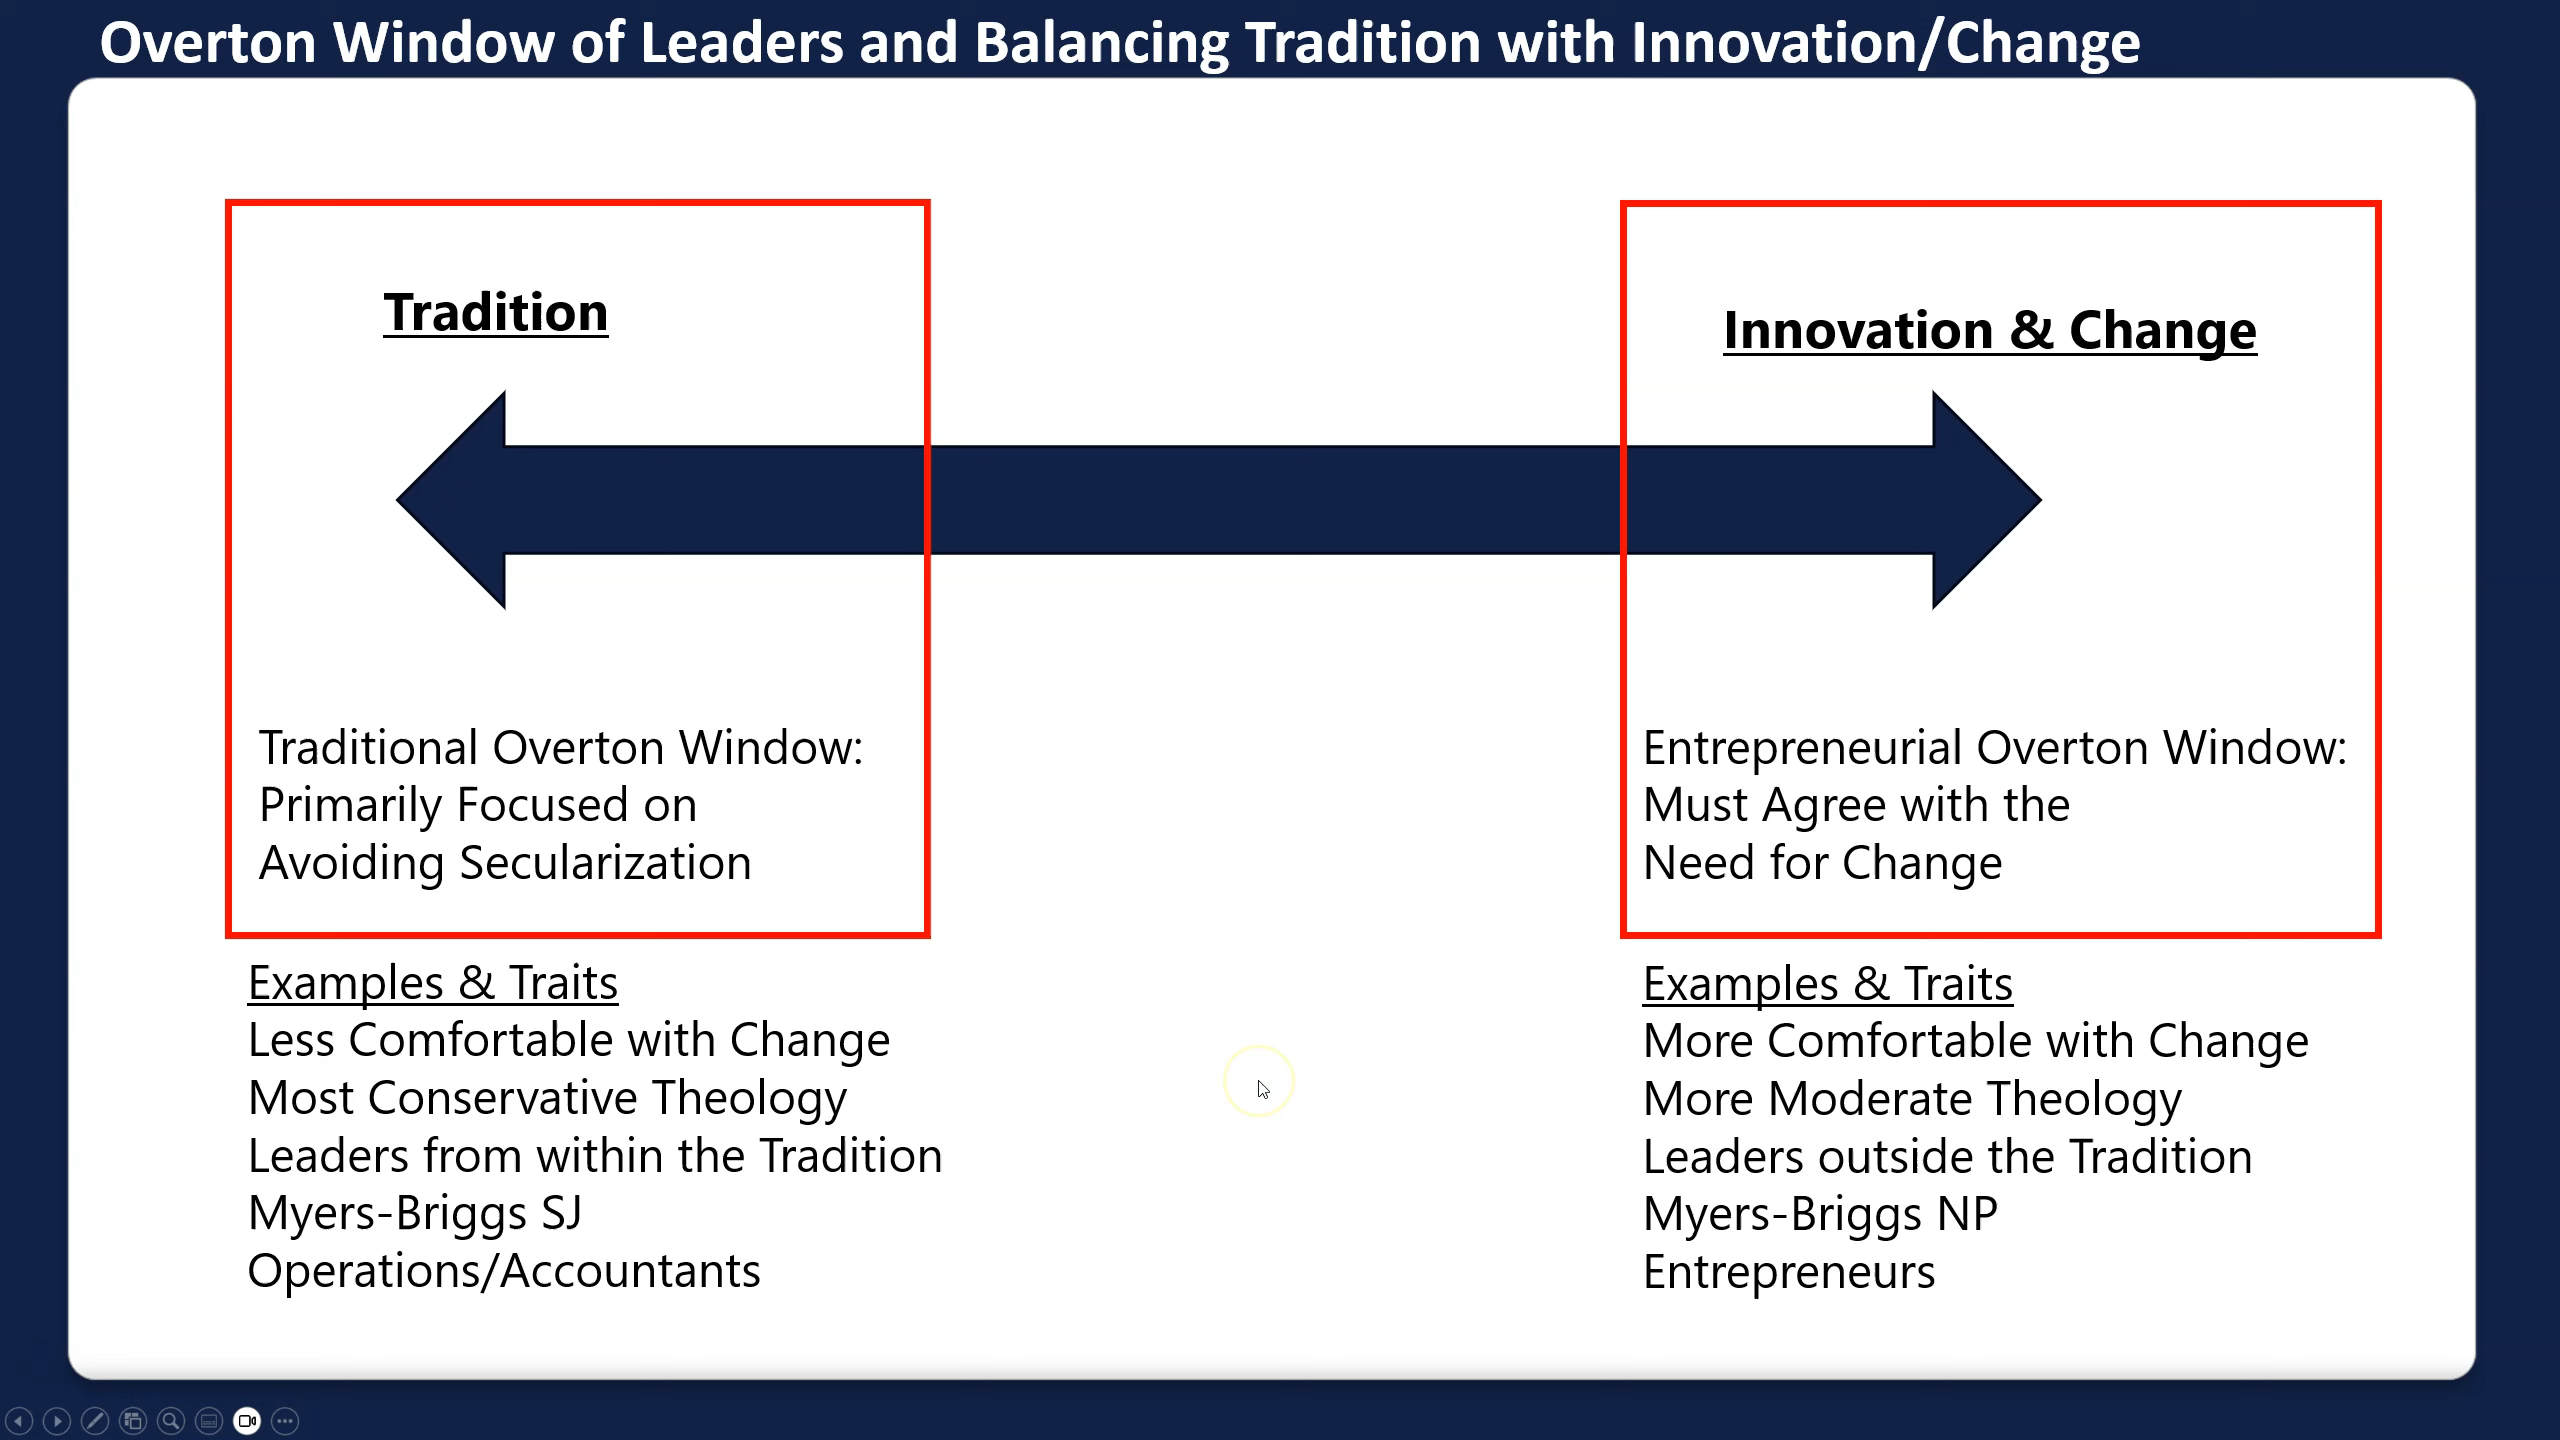 Overton Window of Leaders and Balancing Tradition with Innovation/Change
Tradition
Traditional Overton Window:
Primarily Focused on
Avoiding Secularization
Examples & Traits
Less Comfortable with Change
Most Conservative Theology
Leaders from within the Tradition
Myers-Briggs SJ
Operations/Accountants
Innovation & Change
Entrepreneurial Overton Window:
Must Agree with the
Need for Change
Examples & Traits
More Comfortable with Change
More Moderate Theology
Leaders outside the Tradition
Myers-Briggs NP
Entrepreneurs